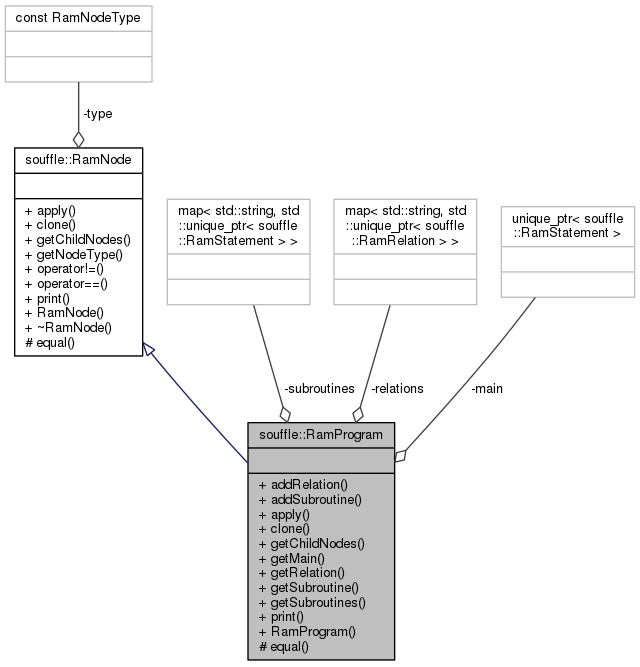 const RamNodeType
-type
souffle::RamNode
+ apply()
+ clone()
+ getChildNodes()
+ getNodeType()
+ operator!=()
+ operator==()
+ print()
+ RamNode()
+ ~RamNode()
# equal()
map< std::string, std
::unique_ptr< souffle
::RamStatement > >
map< std::string, std
::unique_ptr< souffle
::RamRelation > >
unique_ptr< souffle
::RamStatement >
-subroutines
-relations
-main
souffle::RamProgram
+ addRelation()
+ addSubroutine()
+ apply()
+ clone()
+ getChildNodes()
+ getMain()
+ getRelation()
+ getSubroutine()
+ getSubroutines()
+ print()
+ RamProgram()
# equal()